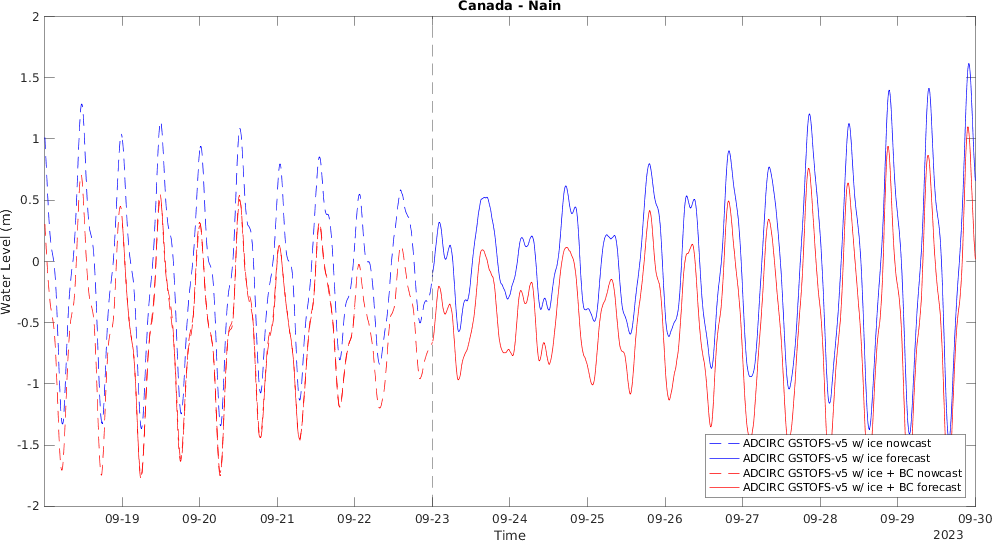 Canada - Nain
Water Level (m)
2
1.5
1
0.5
0
-0.5
-1
-1.5
-2
ADCIRC GSTOFS-v5 w/ ice nowcast
ADCIRC GSTOFS-v5 w/ ice forecast
ADCIRC GSTOFS-v5 w/ ice + BC nowcast
ADCIRC GSTOFS-v5 w/ ice + BC forecast
09-19 09-20 09-21 09-22 09-23 09-24 09-25 09-26 09-27 09-28 09-29 09-30
Time
2023